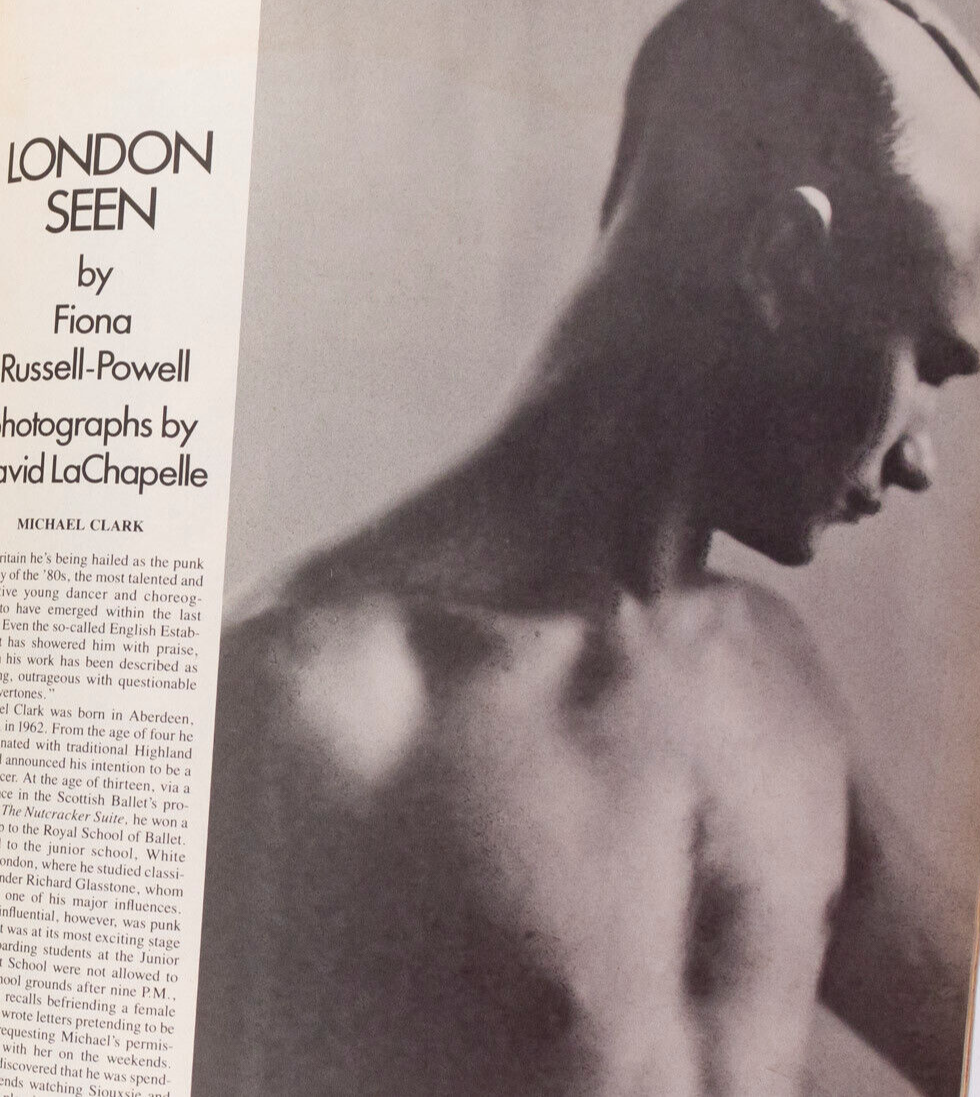 LONDON
SEEN
by
Fiona
Russell-Powell
hotographs by
avid LaChapelle
MICHAEL CLARK
ritain he's being hailed as the punk
y of the '80s, the most talented and
ive young dancer and choreog-
to have emerged within the last
Even the so-called English Estab-
t has showered him with praise,
his work has been described as
ng, outrageous with questionable
vertones."
el Clark was born in Aberdeen,
in 1962. From the age of four he
nated with traditional Highland
announced his intention to be a
cer. At the age of thirteen, via a
ce in the Scottish Ballet's pro-
The Nutcracker Suite, he won a
to the Royal School of Ballet.
to the junior school, White
ondon, where he studied classi-
nder Richard Glasstone, whom
one of his major influences.
influential, however, was punk
t was at its most exciting stage
arding students at the Junior
t School were not allowed to
ool grounds after nine P.M.,
recalls befriending a female
wrote letters pretending to be
equesting Michael's permis-
with her on the weekends.
discovered that he was spend-
ends watching Siouxsie and